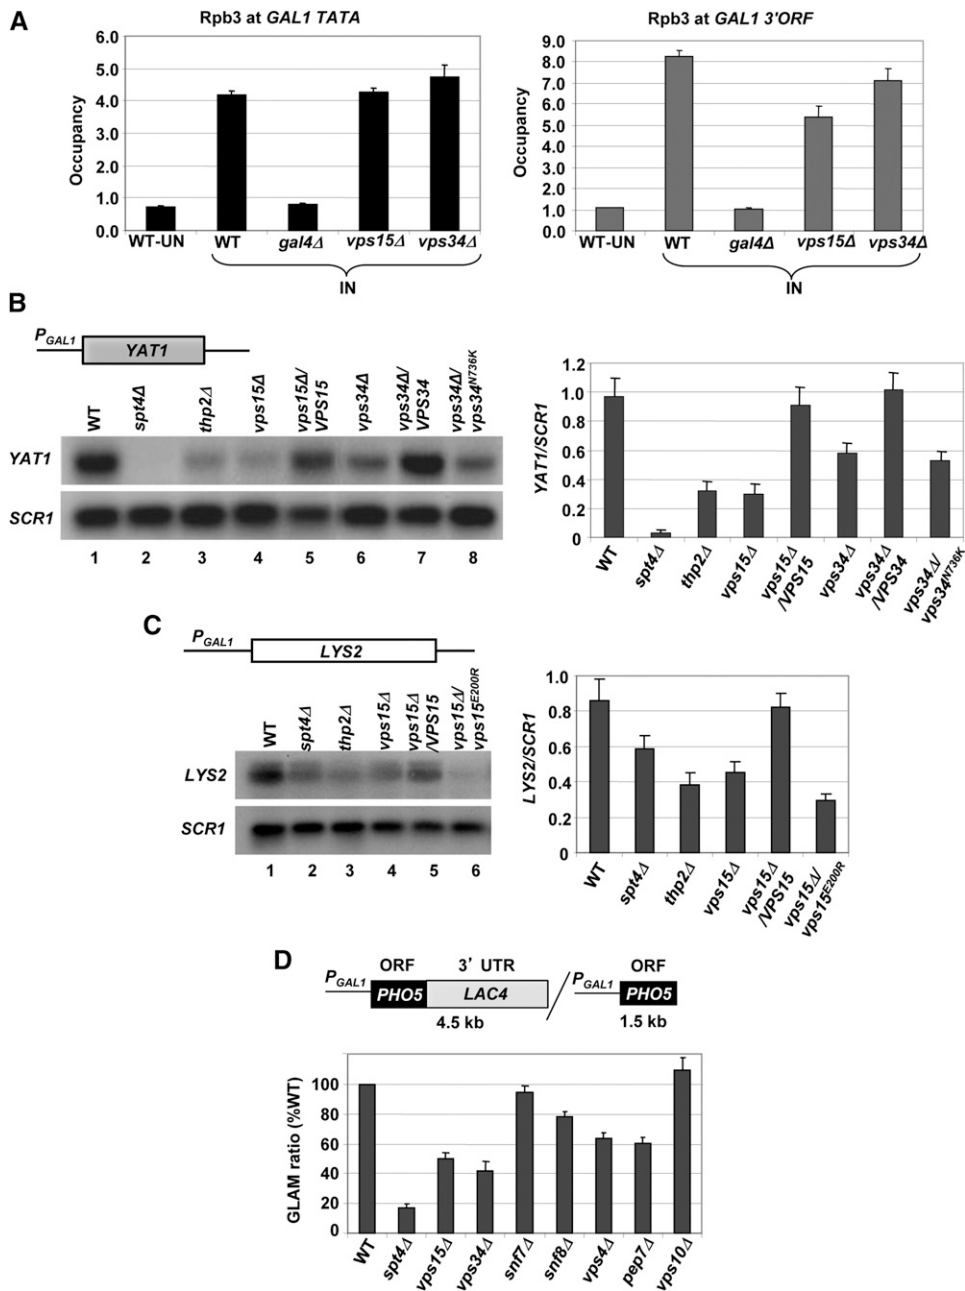 A
Rpb3 at GAL1 TATA
Occupancy
6.0
5.0
4.0
3.0
2.0
1.0
0.0
WT-UN
WT
gal4Δ
vps15Δ
vps34Δ
IN
Rpb3 at GAL1 3'ORF
Occupancy
9.0
8.0
7.0
6.0
5.0
4.0
3.0
2.0
1.0
0.0
WT-UN
WT
gal4Δ
vps15Δ
vps34Δ
IN
B
PGAL1
YAT1
WT
spt4Δ
thp2Δ
vps15Δ
vps15Δ/
VPS15
vps34Δ
vps34Δ/
VPS34
vps34Δ/
vps34N736K
YAT1
SCR1
1 2 3 4 5 6 7 8
YAT1/SCR1
1.2
1.0
0.8
0.6
0.4
0.2
0
WT
spt4Δ
thp2Δ
vps15Δ
vps15Δ
/VPS15
vps34Δ
vps34Δ
/VPS34
vps34Δ/
vps34N736K
C
PGAL1
LYS2
WT
spt4Δ
thp2Δ
vps15Δ
vps15Δ
/VPS15
vps15Δ/
vps15E200R
LYS2
SCR1
1 2 3 4 5 6
LYS2/SCR1
1.0
0.8
0.6
0.4
0.2
0
WT
spt4Δ
thp2Δ
vps15Δ
vps15Δ
/VPS15
vps15Δ/
vps15E200R
D
ORF 3' UTR ORF
PGAL1 PHO5 LAC4 PGAL1 PHO5
4.5 kb 1.5 kb
GLAM ratio (%WT)
100
80
60
40
20
0
WT
spt4Δ
vps15Δ
vps34Δ
snf7Δ
snf8Δ
vps4Δ
pep7Δ
vps10Δ